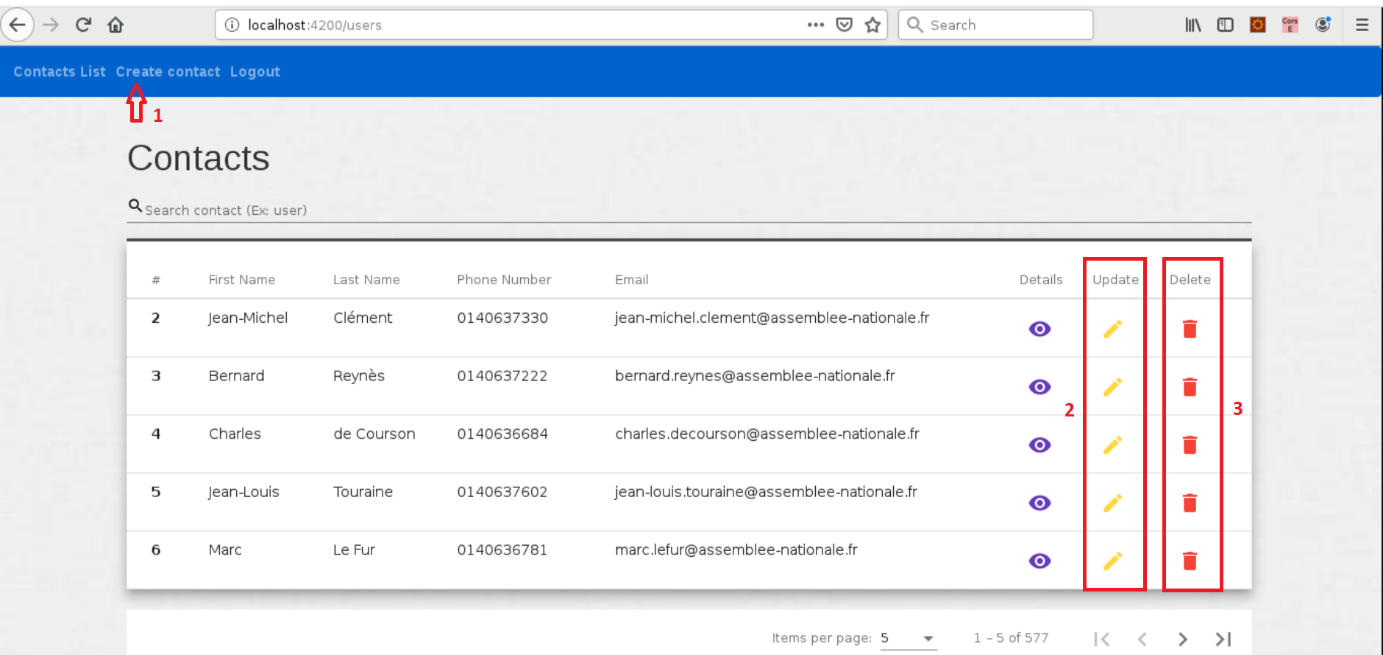 localhost:4200/users
Search
Cors E
Contacts List Create contact Logout
1
Contacts
Search contact (Ex: user)
# First Name Last Name Phone Number Email Details Update Delete
2 Jean-Michel Clément 0140637330 jean-michel.clement@assemblee-nationale.fr
3 Bernard Reynès 0140637222 bernard.reynes@assemblee-nationale.fr
2 3
4 Charles de Courson 0140636684 charles.decourson@assemblee-nationale.fr
5 Jean-Louis Touraine 0140637602 jean-louis.touraine@assemblee-nationale.fr
6 Marc Le Fur 0140636781 marc.lefur@assemblee-nationale.fr
Items per page: 5 1 – 5 of 577